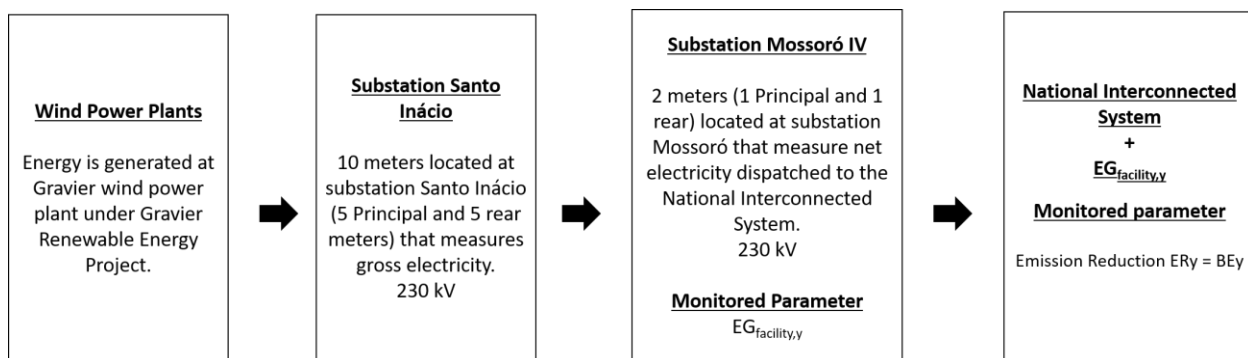 Wind Power Plants
Energy is generated at
Gravier wind power
plant under Gravier
Renewable Energy
Project.
Substation Santo
Inácio
10 meters located at
substation Santo Inácio
(5 Principal and 5 rear
meters) that measures
gross electricity.
230 kV
Substation Mossoró IV
2 meters (1 Principal and 1
rear) located at substation
Mossoró that measure net
electricity dispatched to the
National Interconnected
System.
230 kV
Monitored Parameter
EGfacility,y
National Interconnected
System
+
EGfacility,y
Monitored parameter
Emission Reduction ERy = BEy